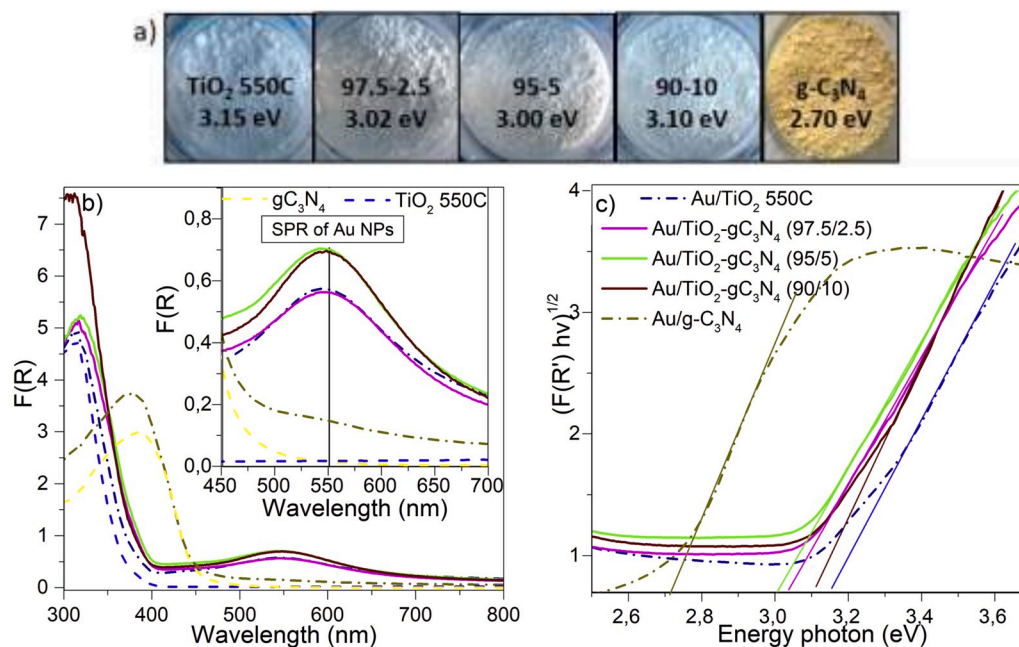 a)
TiO₂ 550C
3.15 eV
97.5-2.5
3.02 eV
95-5
3.00 eV
90-10
3.10 eV
g-C₃N₄
2.70 eV
b)
gC₃N₄
TiO₂ 550C
SPR of Au NPs
F(R)
0,8
0,6
0,4
0,2
0,0
450 500 550 600 650 700
Wavelength (nm)
F(R)
7
6
5
4
3
2
1
0
300 400 500 600 700 800
Wavelength (nm)
c)
Au/TiO₂ 550C
Au/TiO₂-gC₃N₄ (97.5/2.5)
Au/TiO₂-gC₃N₄ (95/5)
Au/TiO₂-gC₃N₄ (90/10)
Au/g-C₃N₄
(F(R') hν)^1/2
4
3
2
1
2,6 2,8 3,0 3,2 3,4 3,6
Energy photon (eV)